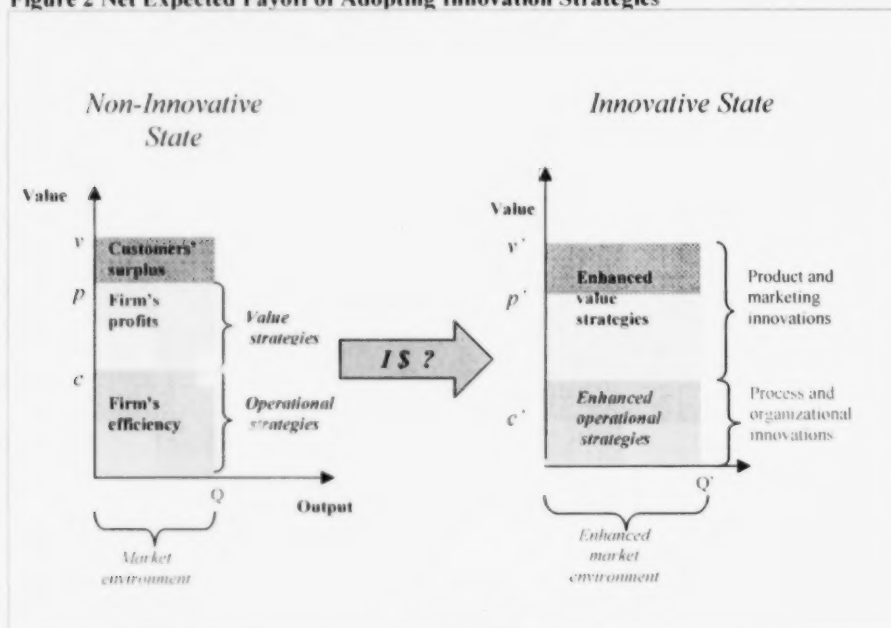 Figure 2 Net Expected Payoff of Adopting Innovation Strategies
Non-Innovative
State
Value
v
Customers'
surplus
p
Firm's
profits
Value
strategies
c
Firm's
efficiency
Operational
strategies
Q
Output
Market
environment
I $ ?
Innovative State
Value
v'
p'
Enhanced
value
strategies
Product and
marketing
innovations
c'
Enhanced
operational
strategies
Process and
organizational
innovations
Q'
Enhanced
market
environment